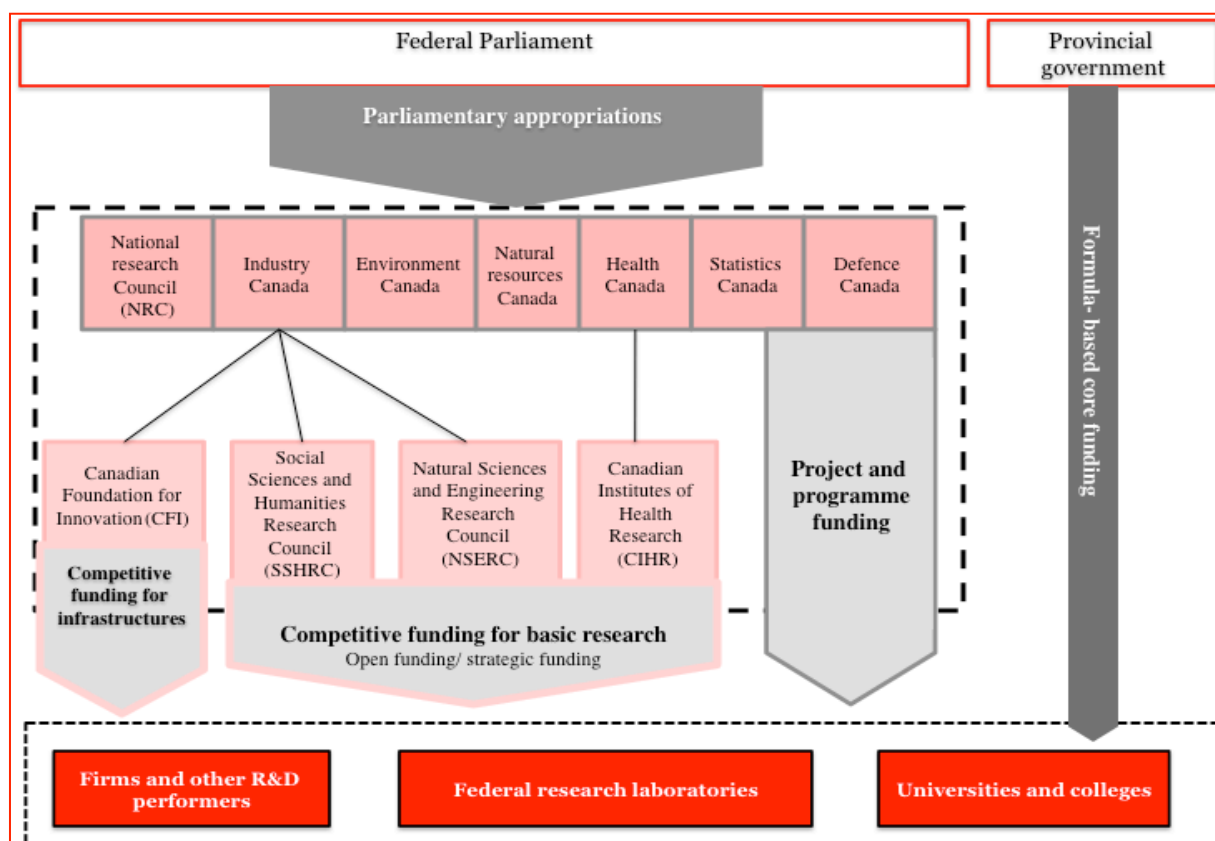 Federal Parliament
Provincial
government
Parliamentary appropriations
National
research
Council
(NRC)
Industry
Canada
Environment
Canada
Natural
resources
Canada
Health
Canada
Statistics
Canada
Defence
Canada
Formula- based core funding
Canadian
Foundation for
Innovation (CFI)
Social
Sciences and
Humanities
Research
Council
(SSHRC)
Natural Sciences
and Engineering
Research
Council
(NSERC)
Canadian
Institutes of
Health
Research
(CIHR)
Project and
programme
funding
Competitive
funding for
infrastructures
Competitive funding for basic research
Open funding/ strategic funding
Firms and other R&D
performers
Federal research laboratories
Universities and colleges